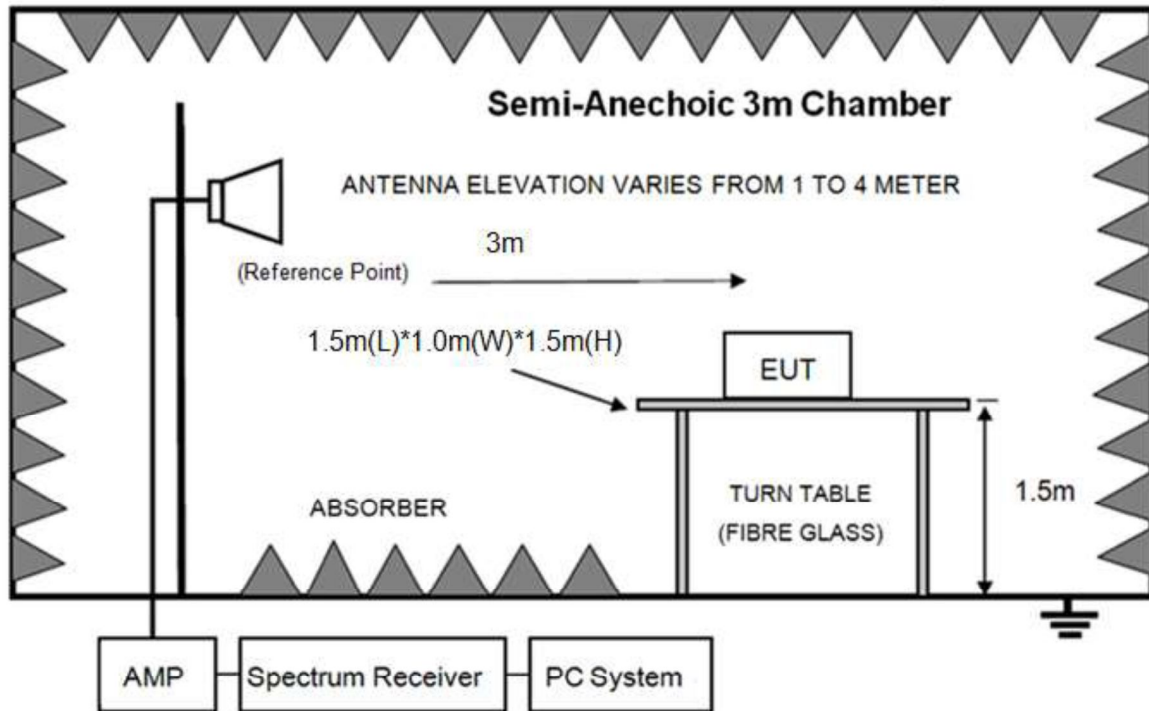 Semi-Anechoic 3m Chamber
ANTENNA ELEVATION VARIES FROM 1 TO 4 METER
3m
(Reference Point)
1.5m(L)*1.0m(W)*1.5m(H)
EUT
ABSORBER
TURN TABLE
(FIBRE GLASS)
1.5m
AMP
Spectrum Receiver
PC System